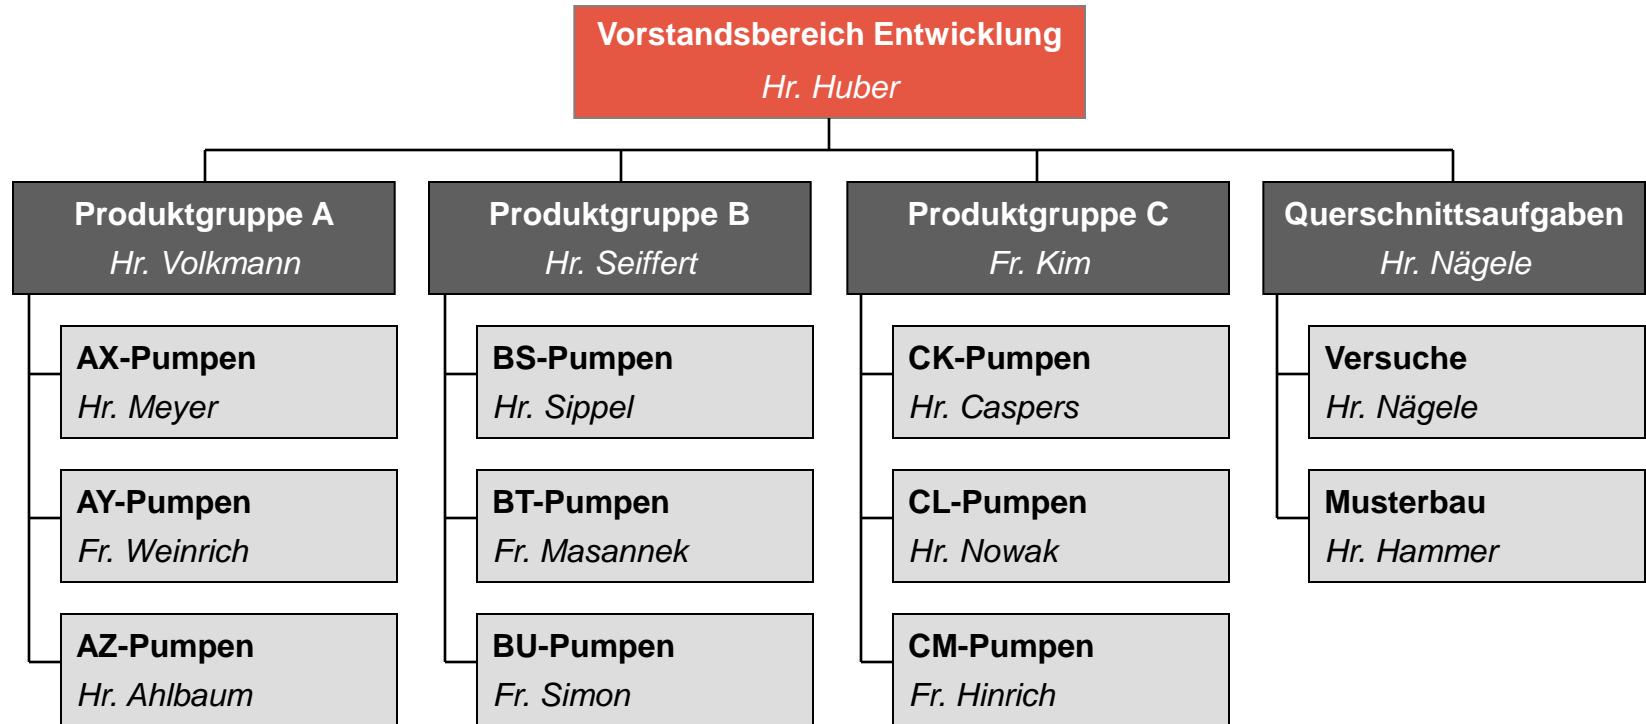 Vorstandsbereich Entwicklung
Hr. Huber
Produktgruppe A
Hr. Volkmann
AX-Pumpen
Hr. Meyer
AY-Pumpen
Fr. Weinrich
AZ-Pumpen
Hr. Ahlbaum
Produktgruppe B
Hr. Seiffert
BS-Pumpen
Hr. Sippel
BT-Pumpen
Fr. Masannek
BU-Pumpen
Fr. Simon
Produktgruppe C
Fr. Kim
CK-Pumpen
Hr. Caspers
CL-Pumpen
Hr. Nowak
CM-Pumpen
Fr. Hinrich
Querschnittsaufgaben
Hr. Nägele
Versuche
Hr. Nägele
Musterbau
Hr. Hammer